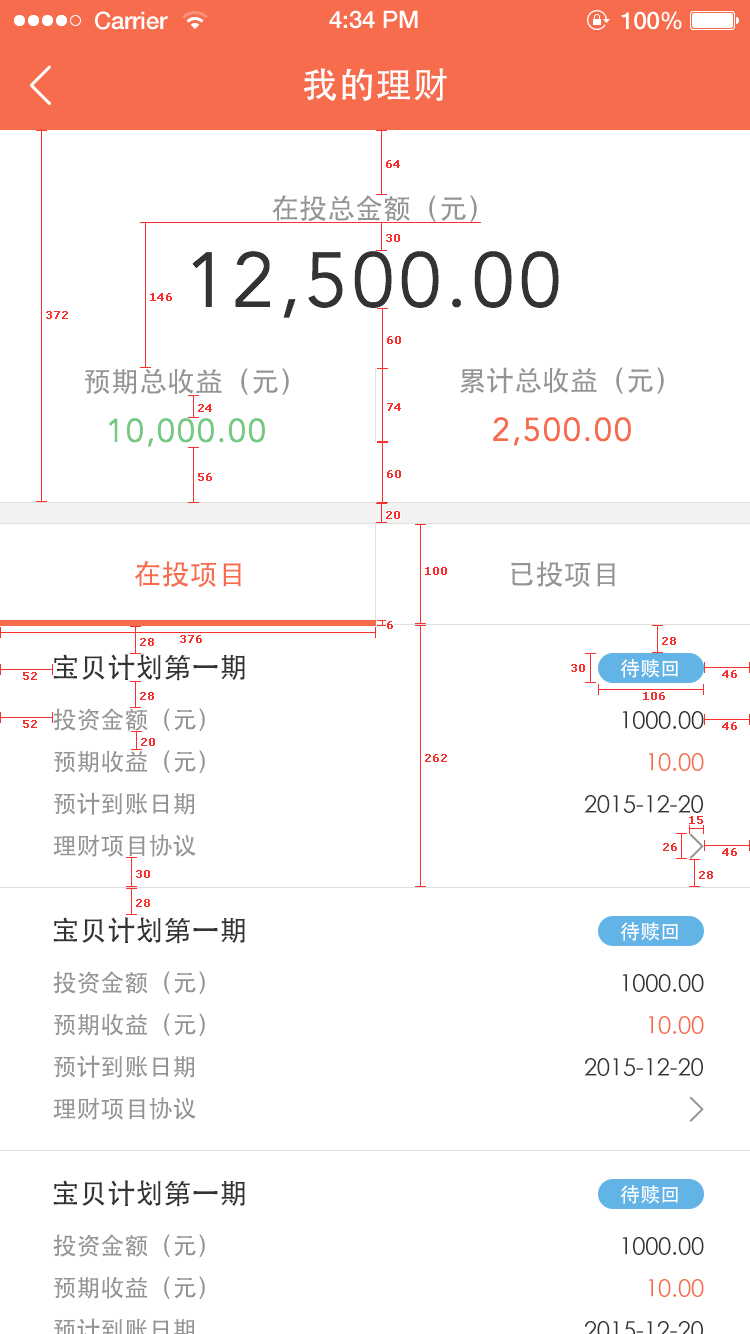 Carrier 4:34 PM 100%
我的理财
64
在投总金额（元）
30
12,500.00
146
372
60
预期总收益（元） 累计总收益（元）
24 74
10,000.00 2,500.00
56 60
20
在投项目 100 已投项目
6
28 376 28
宝贝计划第一期 30 待赎回
52 46
28 106
投资金额（元） 1000.00
52 46
20
预期收益（元） 262 10.00
预计到账日期 2015-12-20
15
理财项目协议 26 46
30 28
28
宝贝计划第一期 待赎回
投资金额（元） 1000.00
预期收益（元） 10.00
预计到账日期 2015-12-20
理财项目协议
宝贝计划第一期 待赎回
投资金额（元） 1000.00
预期收益（元） 10.00
预计到账日期 2015-12-20